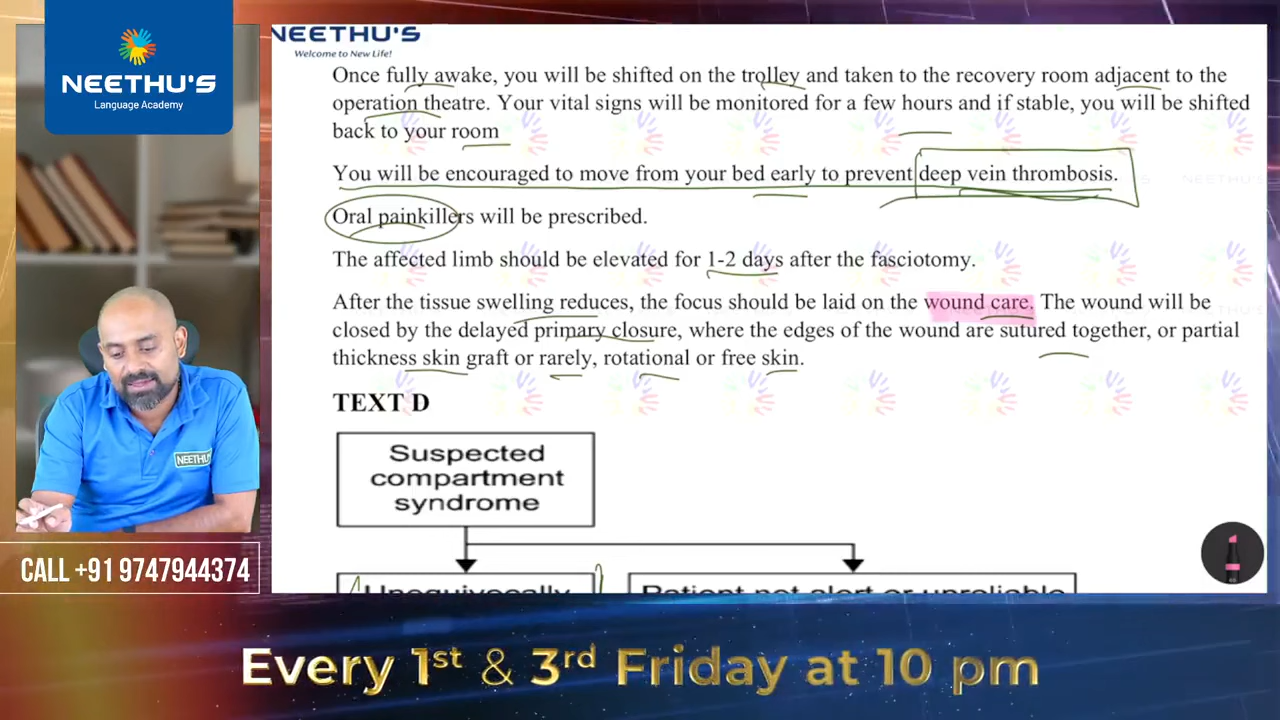 NEETHU'S
Language Academy
NEETHU'S
Welcome to New Life!
Once fully awake, you will be shifted on the trolley and taken to the recovery room adjacent to the
operation theatre. Your vital signs will be monitored for a few hours and if stable, you will be shifted
back to your room
You will be encouraged to move from your bed early to prevent deep vein thrombosis.
Oral painkillers will be prescribed.
The affected limb should be elevated for 1-2 days after the fasciotomy.
After the tissue swelling reduces, the focus should be laid on the wound care. The wound will be
closed by the delayed primary closure, where the edges of the wound are sutured together, or partial
thickness skin graft or rarely, rotational or free skin.
TEXT D
Suspected
compartment
syndrome
Unequivocally
Patient not alert or unreliable
NEETHU'S
CALL +91 9747944374
Every 1st & 3rd Friday at 10 pm